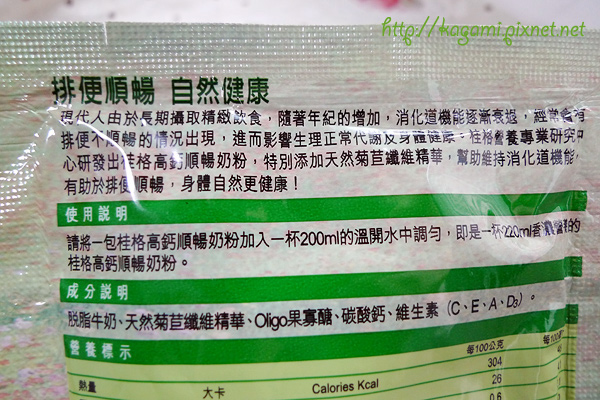 http://kagami.pixnet.net
排便順暢 自然健康
現代人由於長期攝取精緻飲食，隨著年紀的增加，消化道機能逐漸衰退，經常會有
排便不順暢的情況出現，進而影響生理正常代謝及身體健康。桂格營養專業研究中
心研發出桂格高鈣順暢奶粉，特別添加天然菊苣纖維精華，幫助維持消化道機能，
有助於排便順暢，身體自然更健康！
使用說明
請將一包桂格高鈣順暢奶粉加入一杯200ml的溫開水中調勻，即是一杯220ml香濃
桂格高鈣順暢奶粉。
成分說明
脫脂牛奶、天然菊苣纖維精華、Oligo果寡醣、碳酸鈣、維生素（C、E、A、D₃）。
營養標示
每100公克 每100
熱量 大卡 Calories Kcal 304
26
0.6